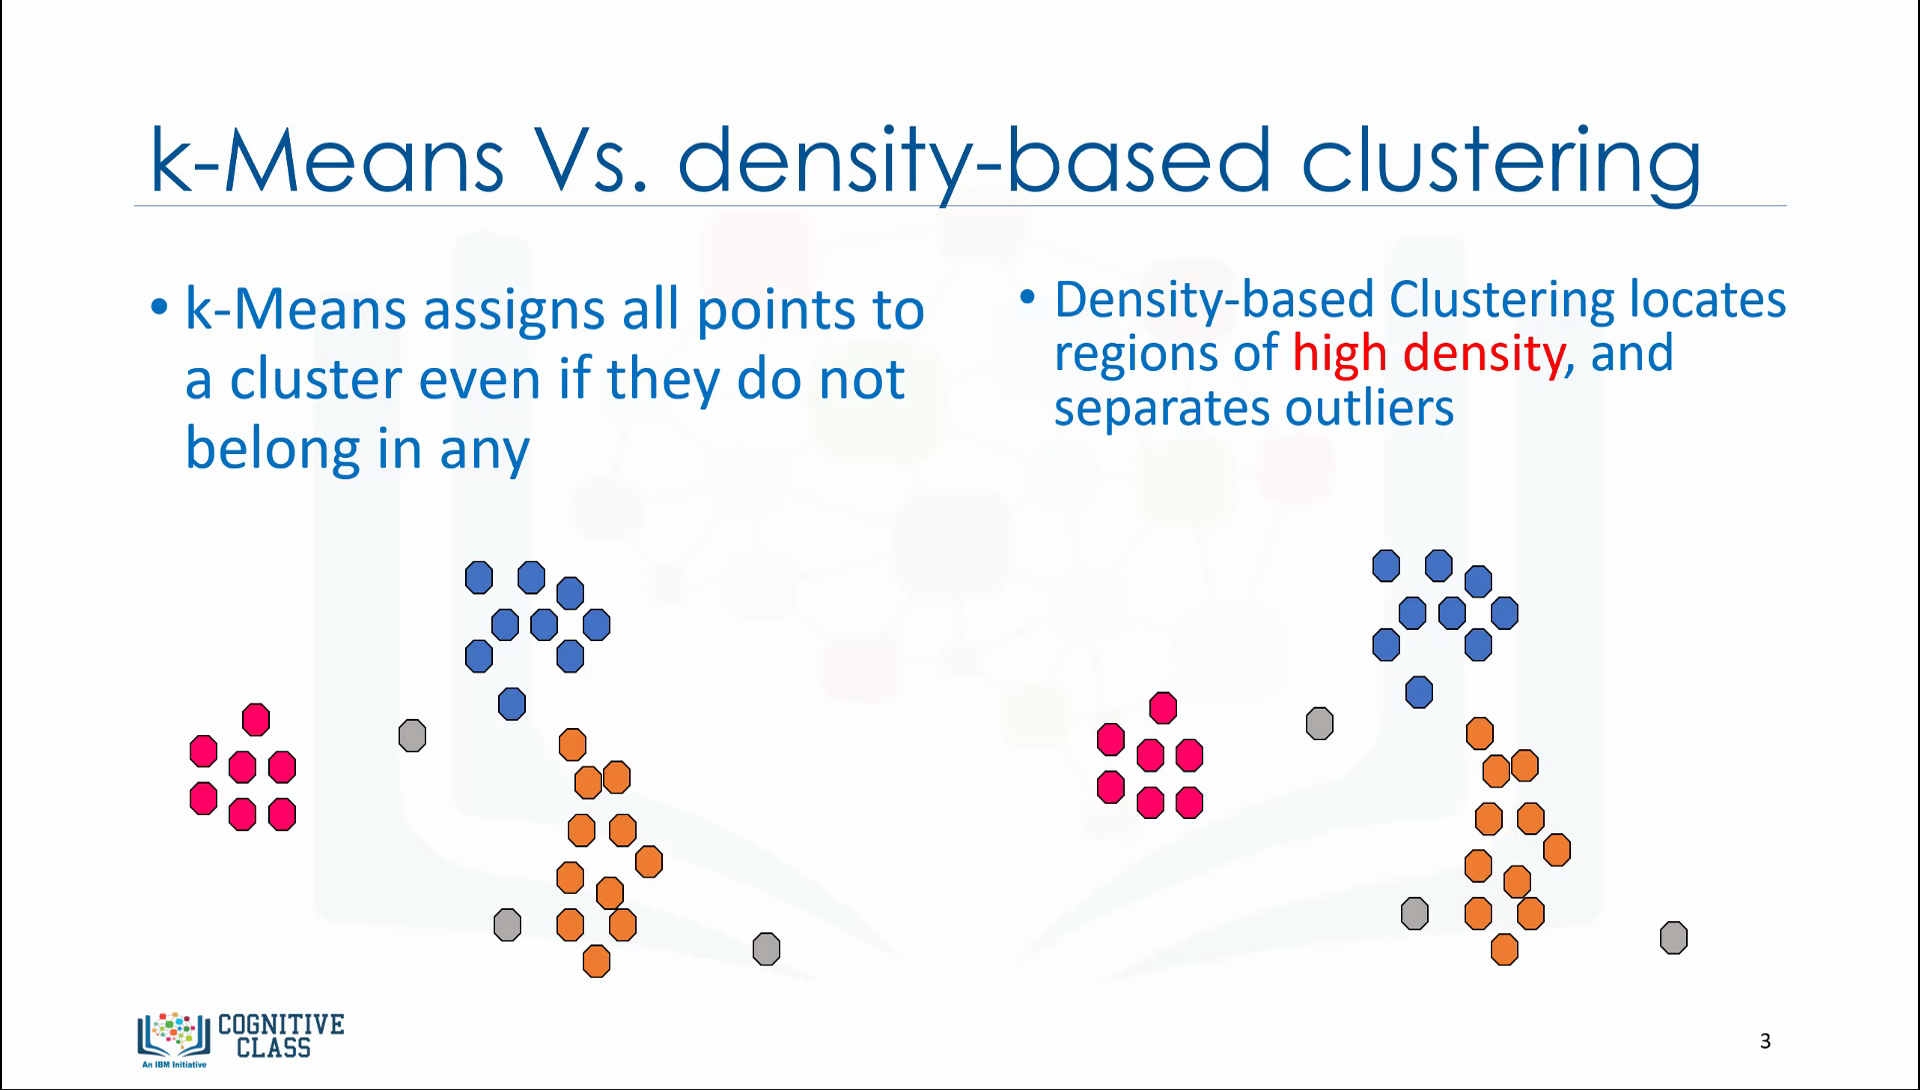 k-Means Vs. density-based clustering
• k-Means assigns all points to
a cluster even if they do not
belong in any
• Density-based Clustering locates
regions of high density, and
separates outliers
COGNITIVE
CLASS
An IBM Initiative
3